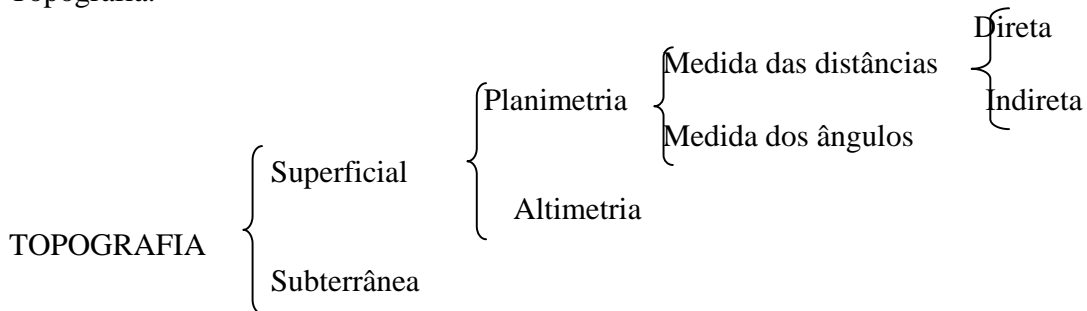 Topografia.
Direta
Medida das distâncias
Planimetria
Indireta
Medida dos ângulos
Superficial
Altimetria
TOPOGRAFIA
Subterrânea